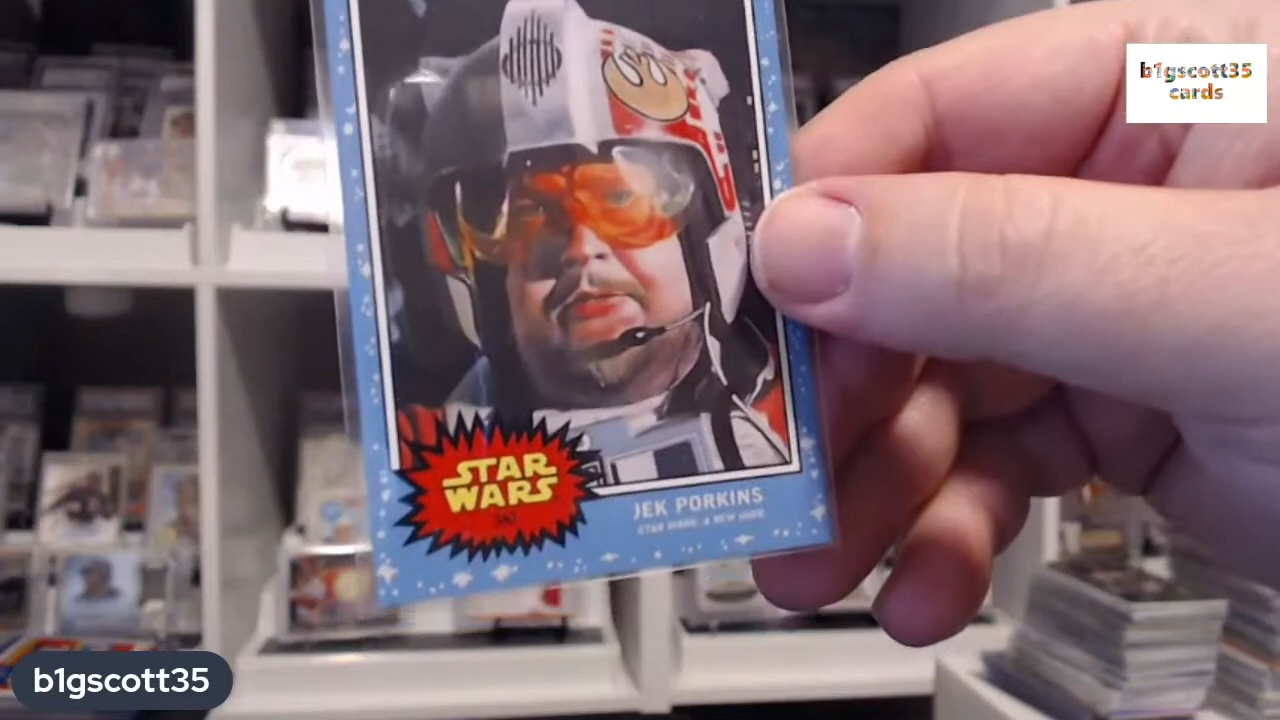 b1gscott35
cards
STAR
WARS
JEK PORKINS
STAR WARS: A NEW HOPE
b1gscott35